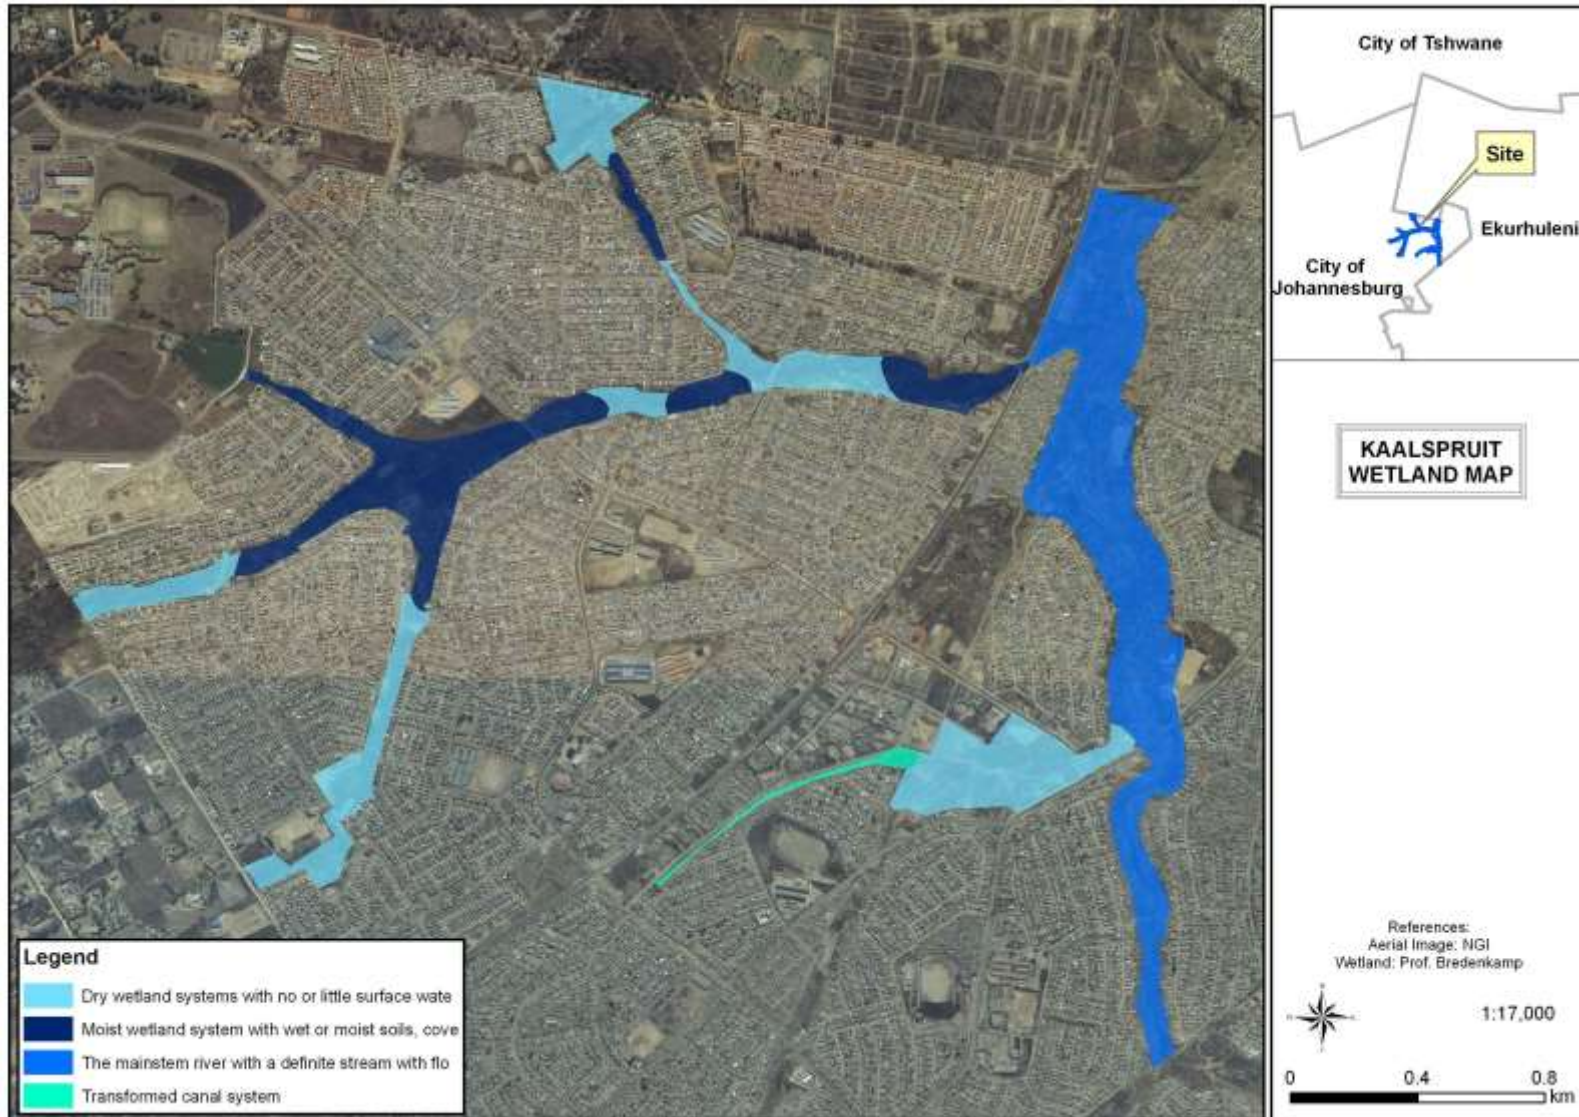 City of Tshwane
Site
Ekurhuleni
City of
Johannesburg
KAALSPRUIT
WETLAND MAP
References:
Aerial Image: NGI
Wetland: Prof. Bredenkamp
1:17,000
0 0.4 0.8
km
Legend
Dry wetland systems with no or little surface wate
Moist wetland system with wet or moist soils, cove
The mainstem river with a definite stream with flo
Transformed canal system